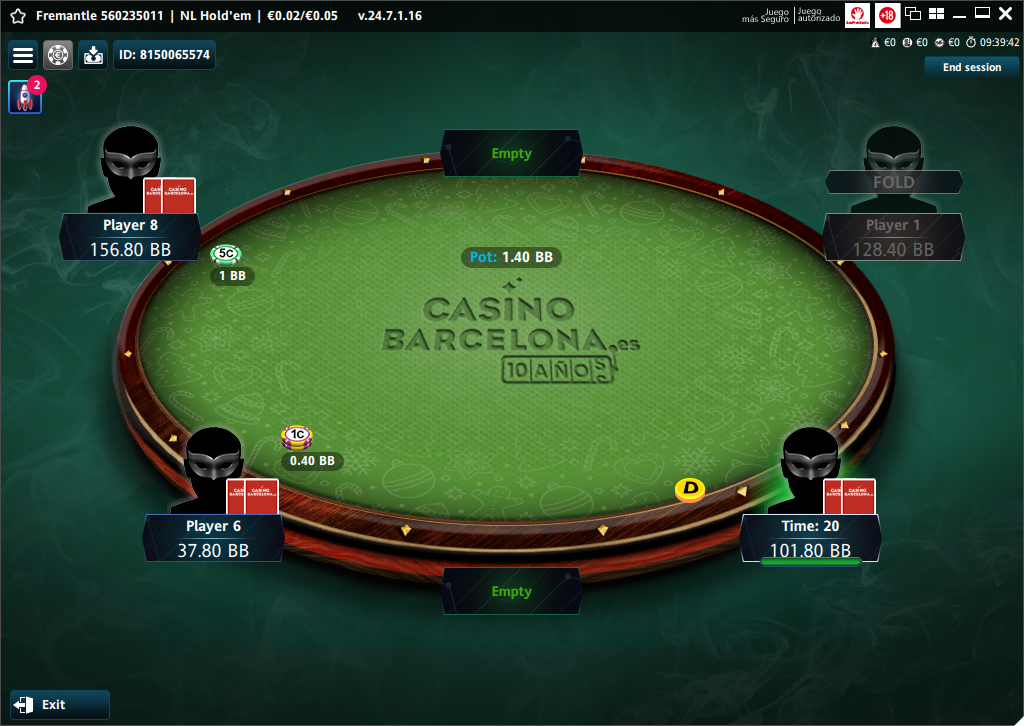 Fremantle 560235011 | NL Hold'em | €0.02/€0.05 v.24.7.1.16
Juego más Seguro
Juego autorizado
+18
€0 €0 €0 09:39:42
ID: 8150065574
End session
2
Empty
FOLD
Player 8
156.80 BB
Player 1
128.40 BB
5C
1 BB
Pot: 1.40 BB
CASINO
BARCELONA.es
10 AÑOS
1C
0.40 BB
D
Player 6
37.80 BB
Time: 20
101.80 BB
Empty
Exit